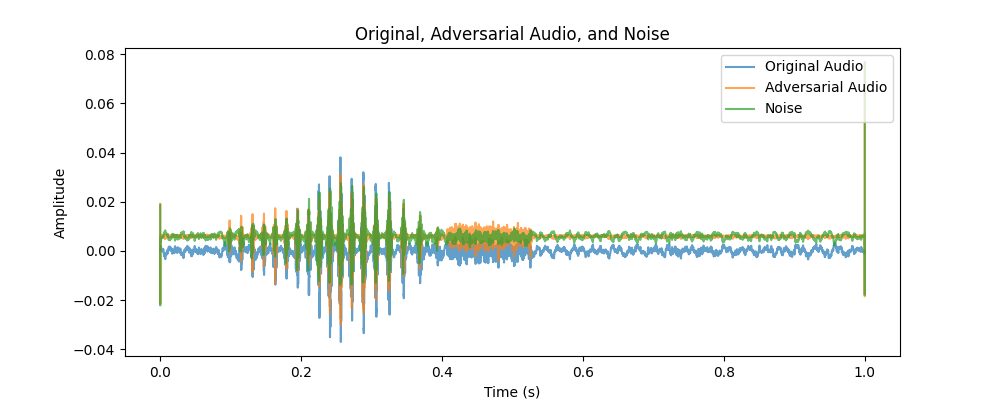 Original, Adversarial Audio, and Noise
0.08
0.06
0.04
0.02
0.00
−0.02
−0.04
Amplitude
Original Audio
Adversarial Audio
Noise
0.0 0.2 0.4 0.6 0.8 1.0
Time (s)